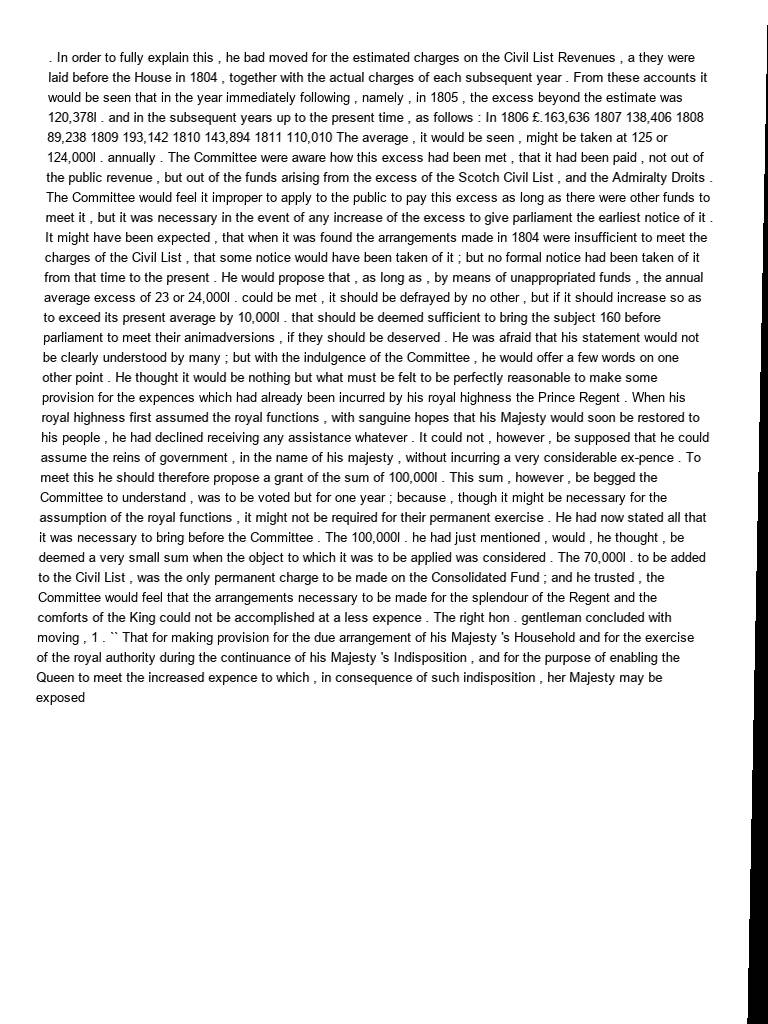 . In order to fully explain this , he bad moved for the estimated charges on the Civil List Revenues , a they were
laid before the House in 1804 , together with the actual charges of each subsequent year . From these accounts it
would be seen that in the year immediately following , namely , in 1805 , the excess beyond the estimate was
120,378l . and in the subsequent years up to the present time , as follows : In 1806 £.163,636 1807 138,406 1808
89,238 1809 193,142 1810 143,894 1811 110,010 The average , it would be seen , might be taken at 125 or
124,000l . annually . The Committee were aware how this excess had been met , that it had been paid , not out of
the public revenue , but out of the funds arising from the excess of the Scotch Civil List , and the Admiralty Droits .
The Committee would feel it improper to apply to the public to pay this excess as long as there were other funds to
meet it , but it was necessary in the event of any increase of the excess to give parliament the earliest notice of it .
It might have been expected , that when it was found the arrangements made in 1804 were insufficient to meet the
charges of the Civil List , that some notice would have been taken of it ; but no formal notice had been taken of it
from that time to the present . He would propose that , as long as , by means of unappropriated funds , the annual
average excess of 23 or 24,000l . could be met , it should be defrayed by no other , but if it should increase so as
to exceed its present average by 10,000l . that should be deemed sufficient to bring the subject 160 before
parliament to meet their animadversions , if they should be deserved . He was afraid that his statement would not
be clearly understood by many ; but with the indulgence of the Committee , he would offer a few words on one
other point . He thought it would be nothing but what must be felt to be perfectly reasonable to make some
provision for the expences which had already been incurred by his royal highness the Prince Regent . When his
royal highness first assumed the royal functions , with sanguine hopes that his Majesty would soon be restored to
his people , he had declined receiving any assistance whatever . It could not , however , be supposed that he could
assume the reins of government , in the name of his majesty , without incurring a very considerable ex-pence . To
meet this he should therefore propose a grant of the sum of 100,000l . This sum , however , be begged the
Committee to understand , was to be voted but for one year ; because , though it might be necessary for the
assumption of the royal functions , it might not be required for their permanent exercise . He had now stated all that
it was necessary to bring before the Committee . The 100,000l . he had just mentioned , would , he thought , be
deemed a very small sum when the object to which it was to be applied was considered . The 70,000l . to be added
to the Civil List , was the only permanent charge to be made on the Consolidated Fund ; and he trusted , the
Committee would feel that the arrangements necessary to be made for the splendour of the Regent and the
comforts of the King could not be accomplished at a less expence . The right hon . gentleman concluded with
moving , 1 . `` That for making provision for the due arrangement of his Majesty 's Household and for the exercise
of the royal authority during the continuance of his Majesty 's Indisposition , and for the purpose of enabling the
Queen to meet the increased expence to which , in consequence of such indisposition , her Majesty may be
exposed